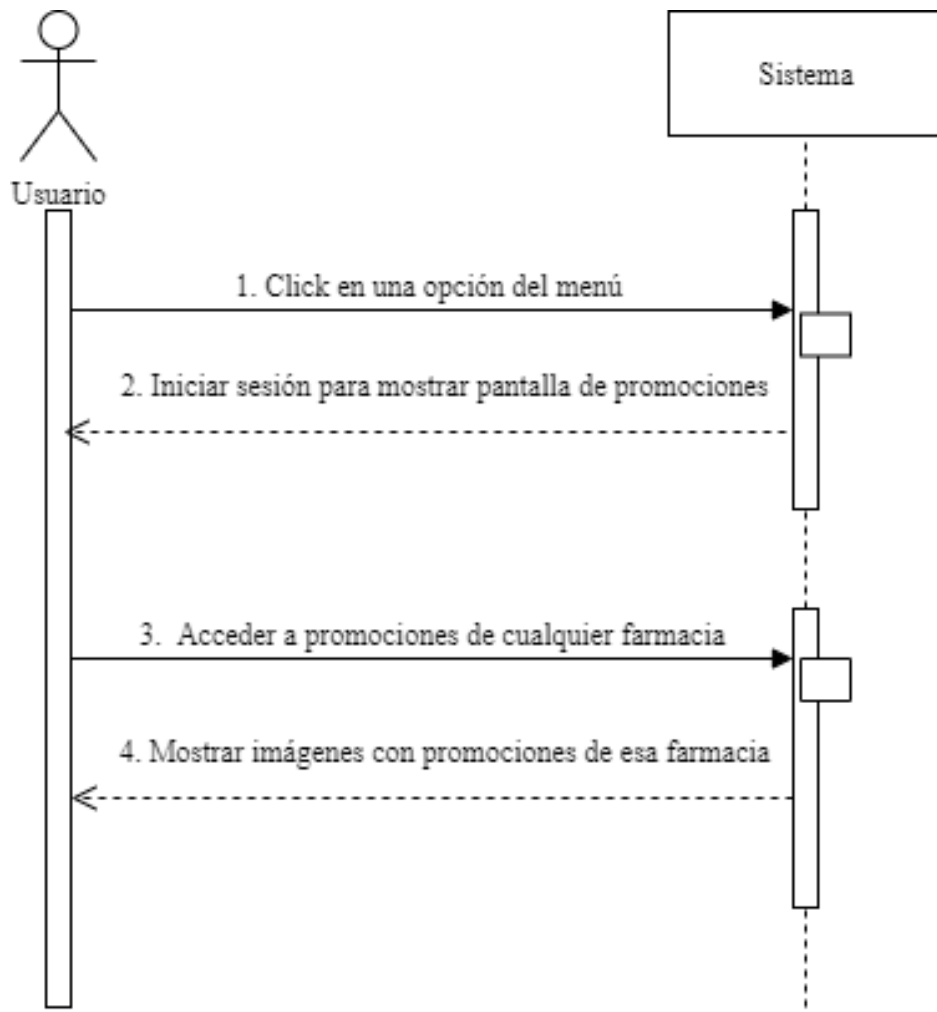 Sistema
Usuario
1. Click en una opción del menú
2. Iniciar sesión para mostrar pantalla de promociones
3. Acceder a promociones de cualquier farmacia
4. Mostrar imágenes con promociones de esa farmacia